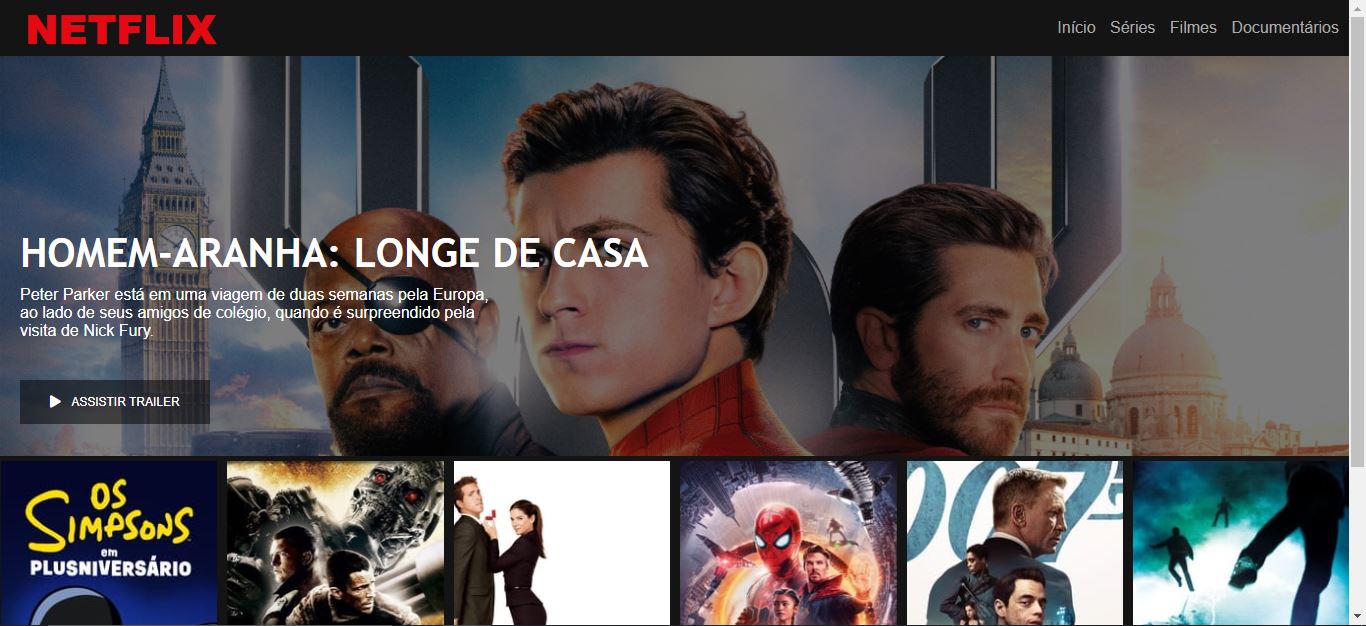 NETFLIX
Início Séries Filmes Documentários
HOMEM-ARANHA: LONGE DE CASA
Peter Parker está em uma viagem de duas semanas pela Europa,
ao lado de seus amigos de colégio, quando é surpreendido pela
visita de Nick Fury.
ASSISTIR TRAILER
OS
SIMPSONS
em
PLUSNIVERSÁRIO
007